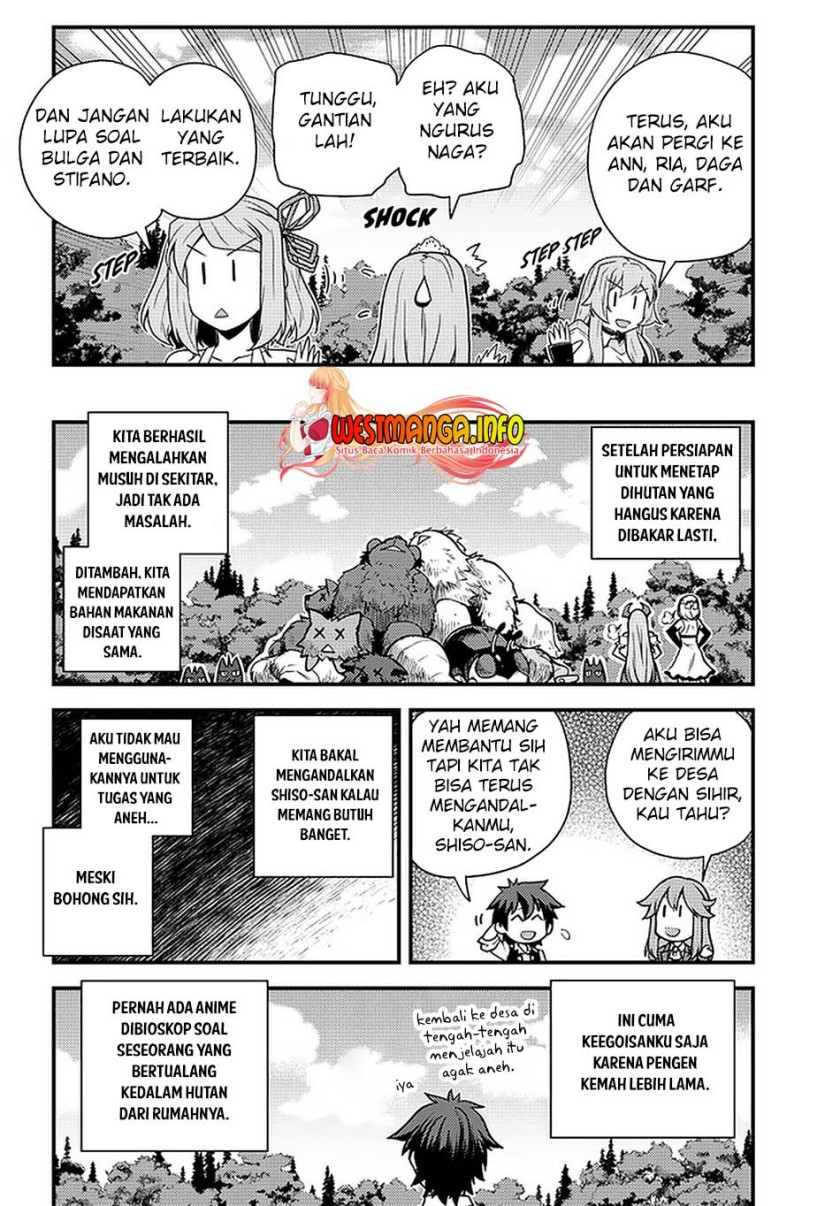 TERUS, AKU
AKAN PERGI KE
ANN, RIA, DAGA
DAN GARF.
STEP STEP
EH? AKU
YANG
NGURUS
NAGA?
TUNGGU,
GANTIAN
LAH!
SHOCK
LAKUKAN
YANG
TERBAIK.
DAN JANGAN
LUPA SOAL
BULGA DAN
STIFANO.
STEP
WESTMANGA.INFO
Situs Baca Komik Berbahasa Indonesia
SETELAH PERSIAPAN
UNTUK MENETAP
DIHUTAN YANG
HANGUS KARENA
DIBAKAR LASTI,
KITA BERHASIL
MENGALAHKAN
MUSUH DI SEKITAR,
JADI TAK ADA
MASALAH.
DITAMBAH, KITA
MENDAPATKAN
BAHAN MAKANAN
DISAAT YANG
SAMA.
AKU BISA
MENGIRIMMU
KE DESA
DENGAN SIHIR,
KAU TAHU?
YAH MEMANG
MEMBANTU SIH
TAPI KITA TAK
BISA TERUS
MENGANDAL-
KANMU,
SHISO-SAN.
KITA BAKAL
MENGANDALKAN
SHISO-SAN KALAU
MEMANG BUTUH
BANGET.
AKU TIDAK MAU
MENGGUNA-
KANNYA UNTUK
TUGAS YANG
ANEH...
MESKI
BOHONG SIH.
INI CUMA
KEEGOISANKU SAJA
KARENA PENGEN
KEMAH LEBIH LAMA.
kembali ke desa di
tengah-tengah
menjelajah itu
agak aneh.
iya
PERNAH ADA ANIME
DIBIOSKOP SOAL
SESEORANG YANG
BERTUALANG
KEDALAM HUTAN
DARI RUMAHNYA.